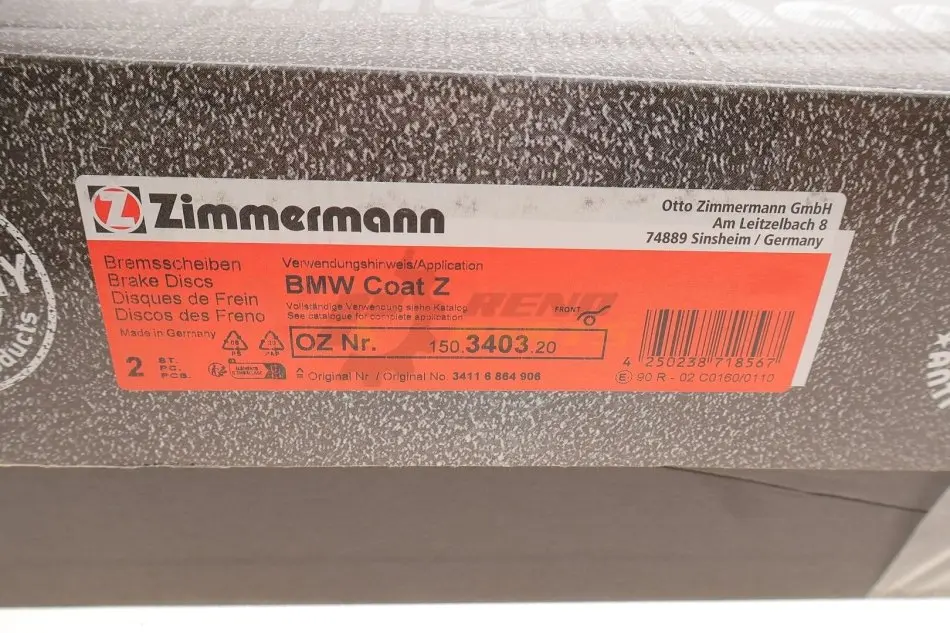 Zimmermann
Otto Zimmermann GmbH
Am Leitzelbach 8
74889 Sinsheim / Germany
Bremsscheiben
Brake Discs
Disques de Frein
Discos des Freno
Made in Germany
2 ST.
PC.
PCS.
Verwendungshinweis/Application
BMW Coat Z
Vollständige Verwendung siehn Katalog
See catalogue for complete application
FRONT
OZ Nr. 150.3403.20
Original Nr / Original No. 3411 6 864 906
4 250238 718567
90 R - 02 C0160/0110